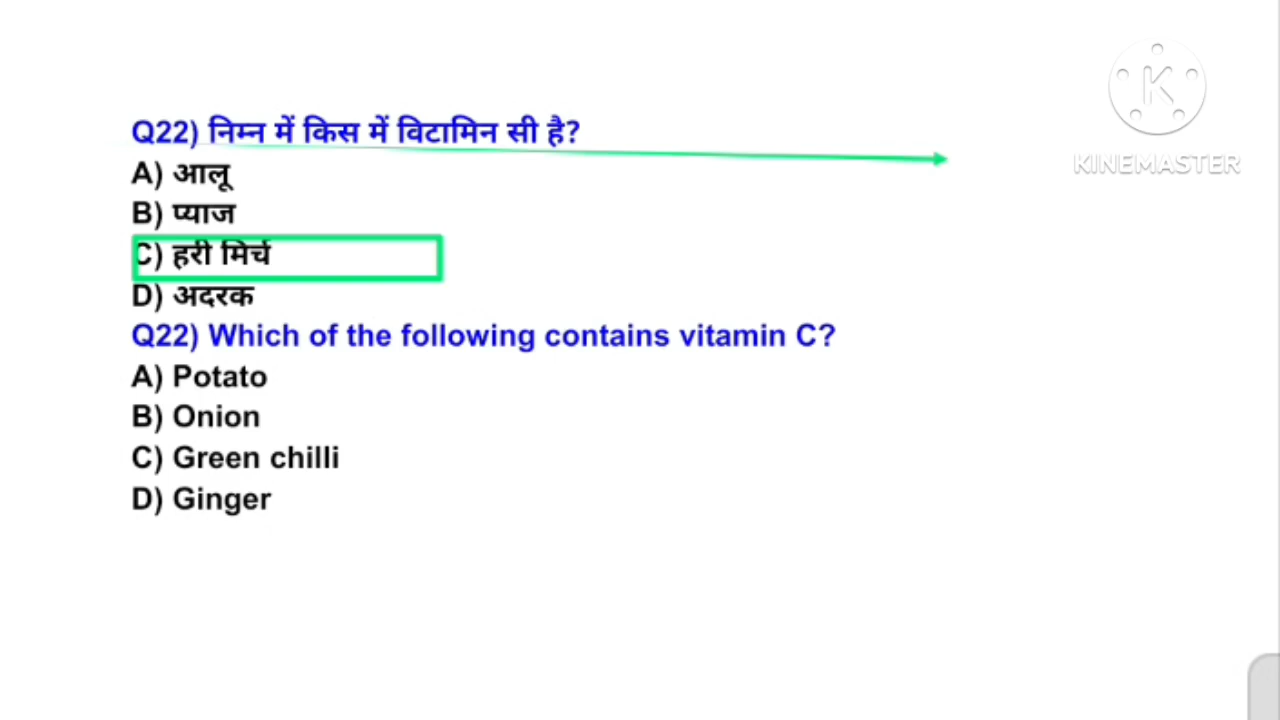 Q22) निम्न में किस में विटामिन सी है?
A) आलू
B) प्याज
C) हरी मिर्च
D) अदरक
Q22) Which of the following contains vitamin C?
A) Potato
B) Onion
C) Green chilli
D) Ginger
K
KINEMASTER